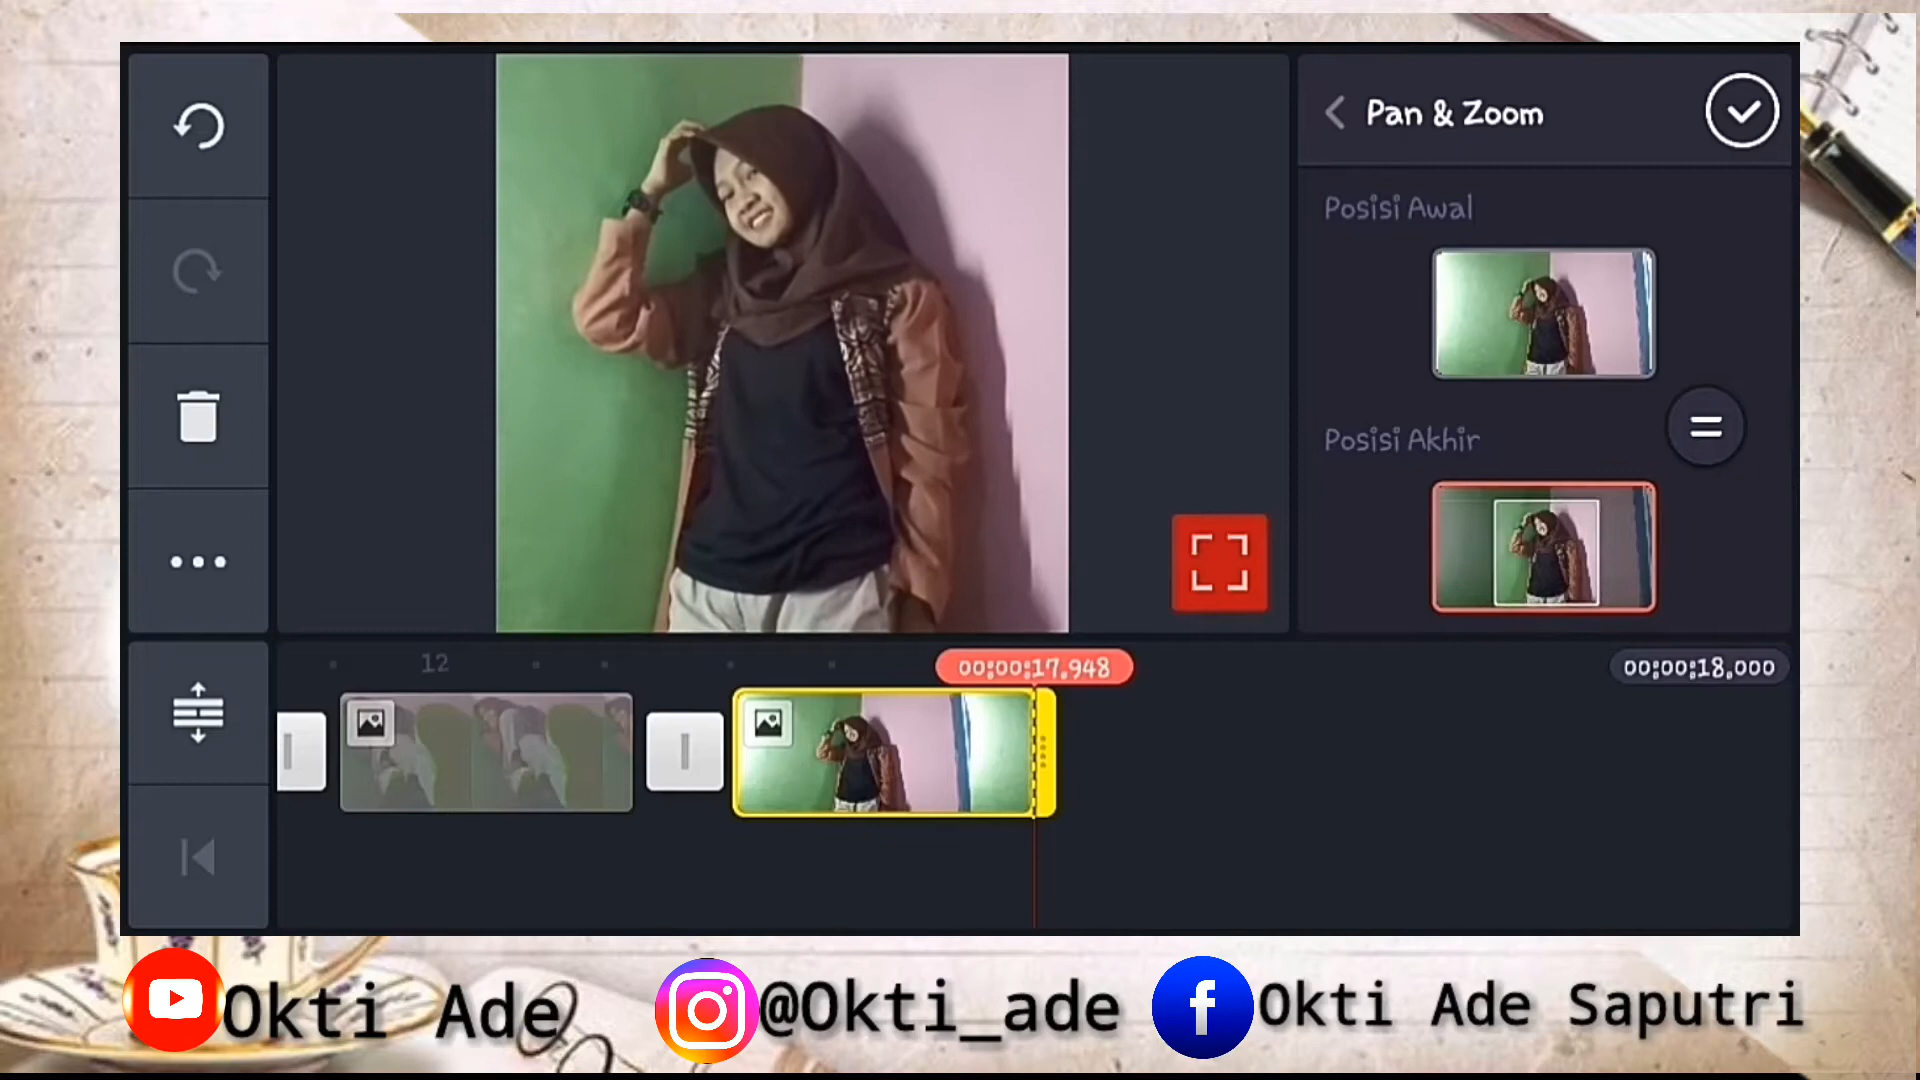 Pan & Zoom
Posisi Awal
Posisi Akhir
12
00:00:17.948
00:00:18.000
Okti Ade
@Okti_ade
Okti Ade Saputri